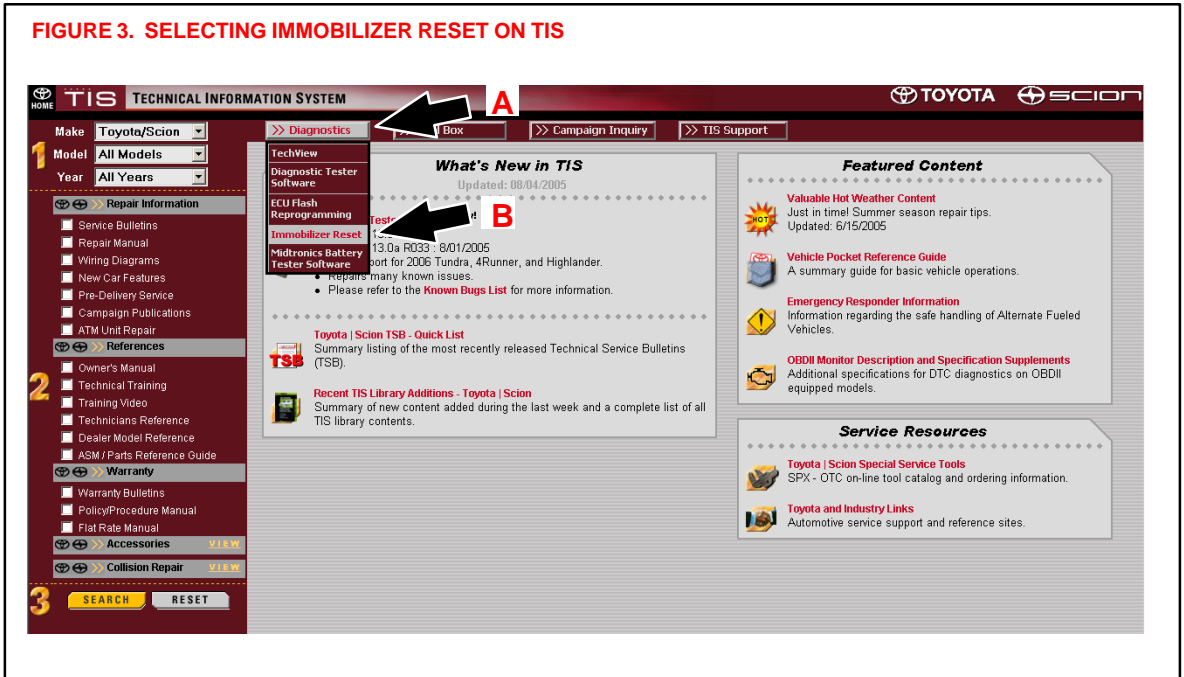 FIGURE 3. SELECTING IMMOBILIZER RESET ON TIS
HOME TIS TECHNICAL INFORMATION SYSTEM
TOYOTA SCION
A
Make Toyota/Scion
1 Model All Models
Year All Years
>> Diagnostics
Box
>> Campaign Inquiry
>> TIS Support
TechView
Diagnostic Tester
Software
ECU Flash
Reprogramming
Immobilizer Reset
Midtronics Battery
Tester Software
B
>> Repair Information
Service Bulletins
Repair Manual
Wiring Diagrams
New Car Features
Pre-Delivery Service
Campaign Publications
ATM Unit Repair
>> References
Owner's Manual
2 Technical Training
Training Video
Technicians Reference
Dealer Model Reference
ASM / Parts Reference Guide
>> Warranty
Warranty Bulletins
Policy/Procedure Manual
Flat Rate Manual
>> Accessories VIEW
>> Collision Repair VIEW
3 SEARCH RESET
What's New in TIS
Updated: 08/04/2005
13.0a R033 : 8/01/2005
for 2006 Tundra, 4Runner, and Highlander.
• Repairs many known issues.
• Please refer to the Known Bugs List for more information.
Toyota | Scion TSB - Quick List
TSB
Summary listing of the most recently released Technical Service Bulletins
(TSB).
Recent TIS Library Additions - Toyota | Scion
Summary of new content added during the last week and a complete list of all
TIS library contents.
Featured Content
Valuable Hot Weather Content
HOT
Just in time! Summer season repair tips.
Updated: 6/15/2005
Vehicle Pocket Reference Guide
A summary guide for basic vehicle operations.
Emergency Responder Information
Information regarding the safe handling of Alternate Fueled
Vehicles.
OBDII Monitor Description and Specification Supplements
Additional specifications for DTC diagnostics on OBDII
equipped models.
Service Resources
Toyota | Scion Special Service Tools
SPX - OTC on-line tool catalog and ordering information.
Toyota and Industry Links
Automotive service support and reference sites.